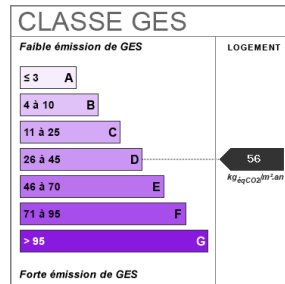 CLASSE GES
Faible émission de GES
LOGEMENT
≤ 3 A
4 à 10 B
11 à 25 C
26 à 45 D
56
kgéqCO2/m².an
46 à 70 E
71 à 95 F
> 95 G
Forte émission de GES